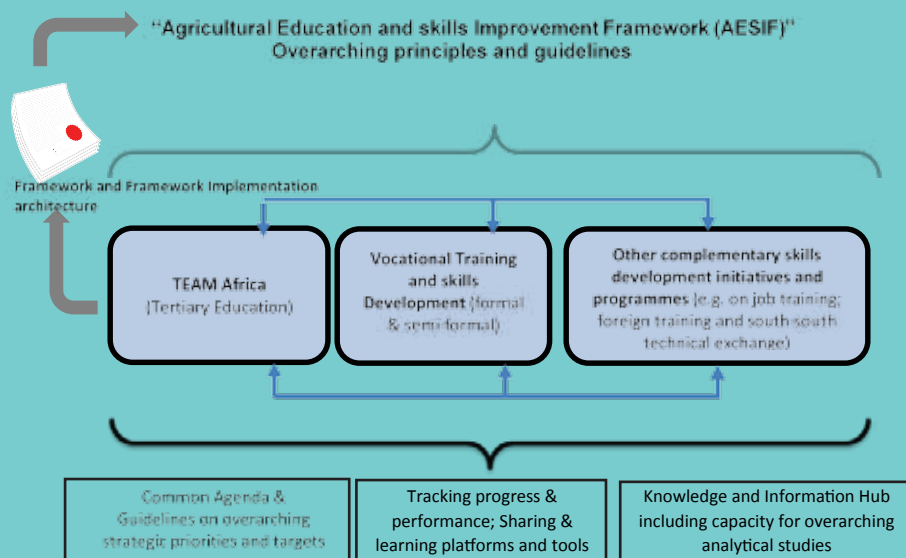 “Agricultural Education and skills Improvement Framework (AESIF)”
Overarching principles and guidelines
Framework and Framework Implementation
architecture
TEAM Africa
(Tertiary Education)
Vocational Training
and skills
Development (formal
& semi-formal)
Other complementary skills
development initiatives and
programmes (e.g. on job training;
foreign training and south-south
technical exchange)
Common Agenda &
Guidelines on overarching
strategic priorities and targets
Tracking progress &
performance; Sharing &
learning platforms and tools
Knowledge and Information Hub
including capacity for overarching
analytical studies